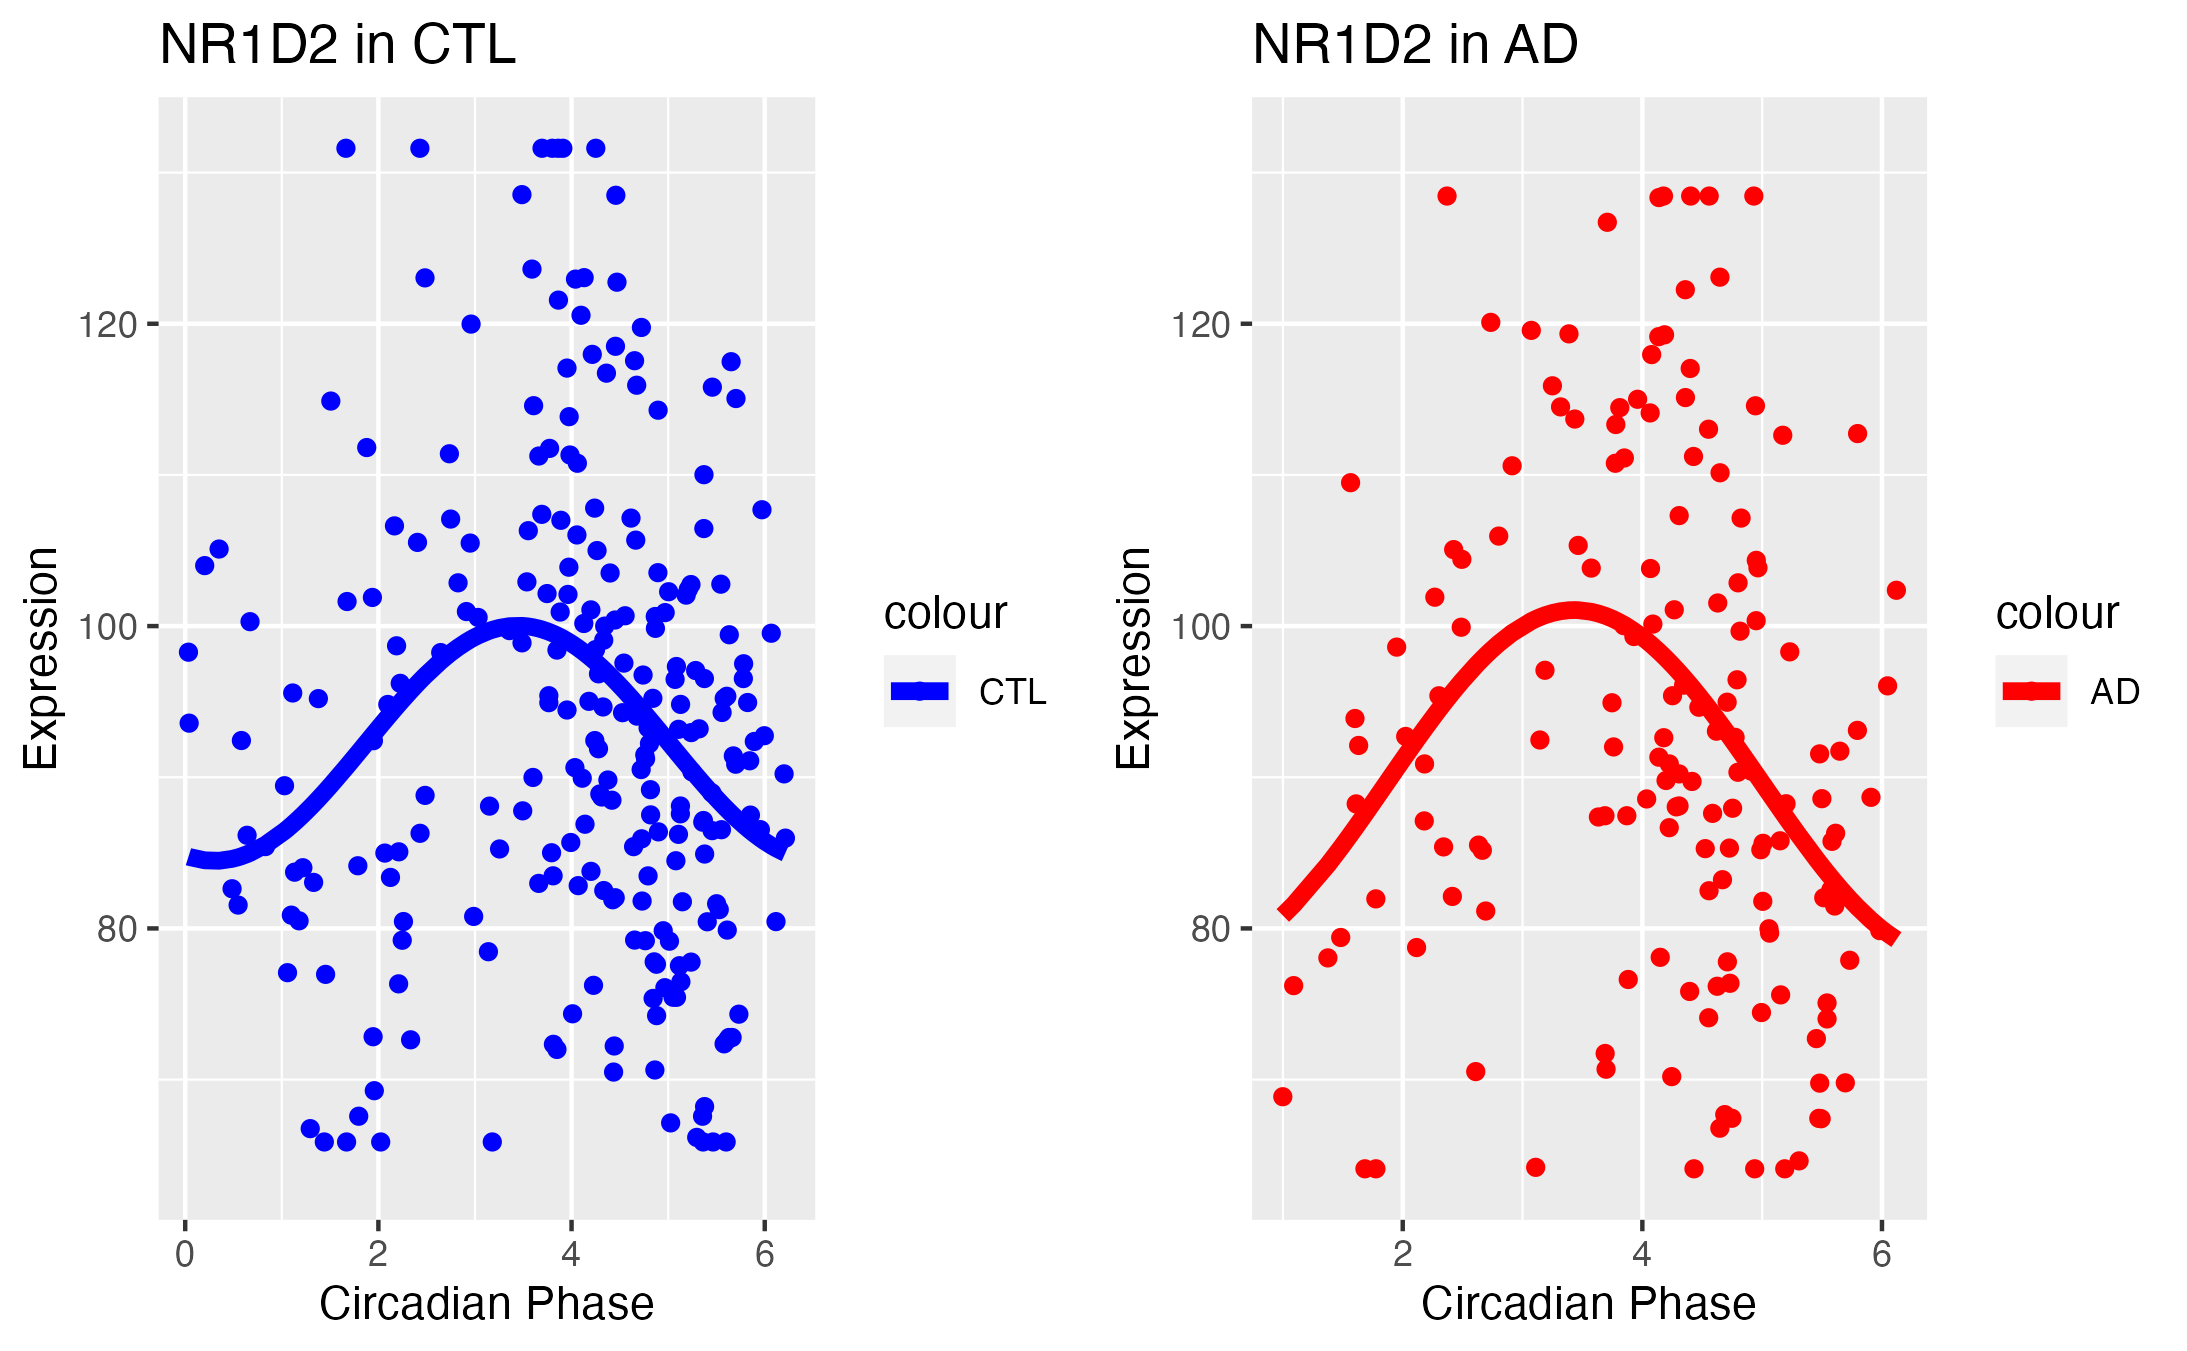 NR1D2 in CTL
120
100
80
Expression
0 2 4 6
Circadian Phase
colour
CTL
NR1D2 in AD
120
100
80
Expression
2 4 6
Circadian Phase
colour
AD